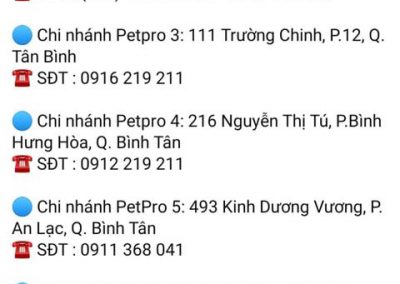 🔵 Chi nhánh Petpro 3: 111 Trường Chinh, P.12, Q.
Tân Bình
☎️ SĐT : 0916 219 211
🔵 Chi nhánh Petpro 4: 216 Nguyễn Thị Tú, P.Bình
Hưng Hòa, Q. Bình Tân
☎️ SĐT : 0912 219 211
🔵 Chi nhánh PetPro 5: 493 Kinh Dương Vương, P.
An Lạc, Q. Bình Tân
☎️ SĐT : 0911 368 041